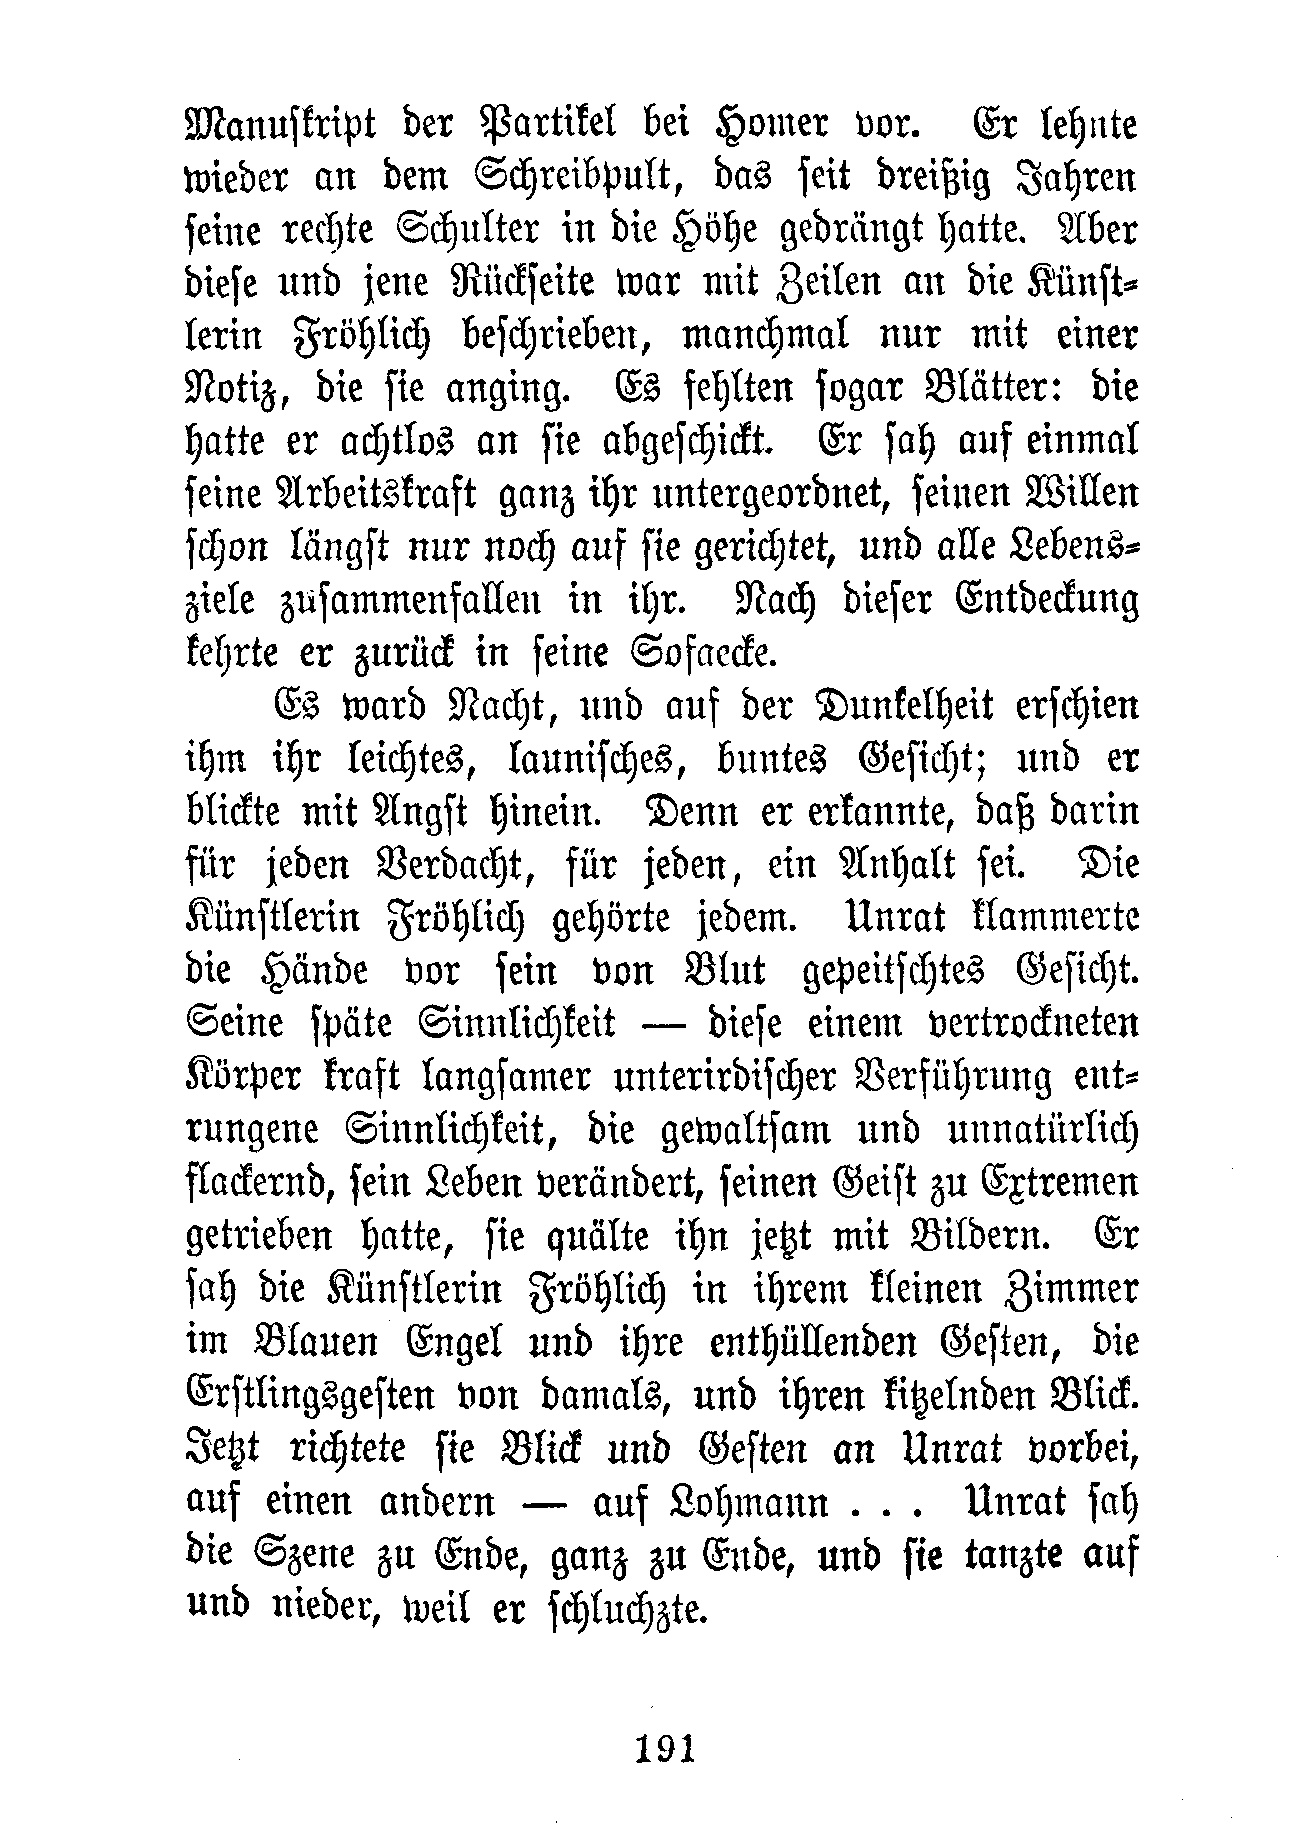 Manuſkript der Partikel bei Homer vor. Er lehnte
wieder an dem Schreibpult, das ſeit dreißig Jahren
ſeine rechte Schulter in die Höhe gedrängt hatte. Aber
dieſe und jene Rückſeite war mit Zeilen an die Künſt⸗
lerin Fröhlich beſchrieben, manchmal nur mit einer
Notiz, die ſie anging. Es fehlten ſogar Blätter: die
hatte er achtlos an ſie abgeſchickt. Er ſah auf einmal
ſeine Arbeitskraft ganz ihr untergeordnet, ſeinen Willen
ſchon längſt nur noch auf ſie gerichtet, und alle Lebens⸗
ziele zuſammenfallen in ihr. Nach dieſer Entdeckung
kehrte er zurück in ſeine Sofaecke.
Es ward Nacht, und auf der Dunkelheit erſchien
ihm ihr leichtes, launiſches, buntes Geſicht; und er
blickte mit Angſt hinein. Denn er erkannte, daß darin
für jeden Verdacht, für jeden, ein Anhalt ſei. Die
Künſtlerin Fröhlich gehörte jedem. Unrat klammerte
die Hände vor ſein von Blut gepeitſchtes Geſicht.
Seine ſpäte Sinnlichkeit — dieſe einem vertrockneten
Körper kraft langſamer unterirdiſcher Verführung ent⸗
rungene Sinnlichkeit, die gewaltſam und unnatürlich
flackernd, ſein Leben verändert, ſeinen Geiſt zu Extremen
getrieben hatte, ſie quälte ihn jetzt mit Bildern. Er
ſah die Künſtlerin Fröhlich in ihrem kleinen Zimmer
im Blauen Engel und ihre enthüllenden Geſten, die
Erſtlingsgeſten von damals, und ihren kitzelnden Blick.
Jetzt richtete ſie Blick und Geſten an Unrat vorbei,
auf einen andern — auf Lohmann . . . Unrat ſah
die Szene zu Ende, ganz zu Ende, und ſie tanzte auf
und nieder, weil er ſchluchzte.
191